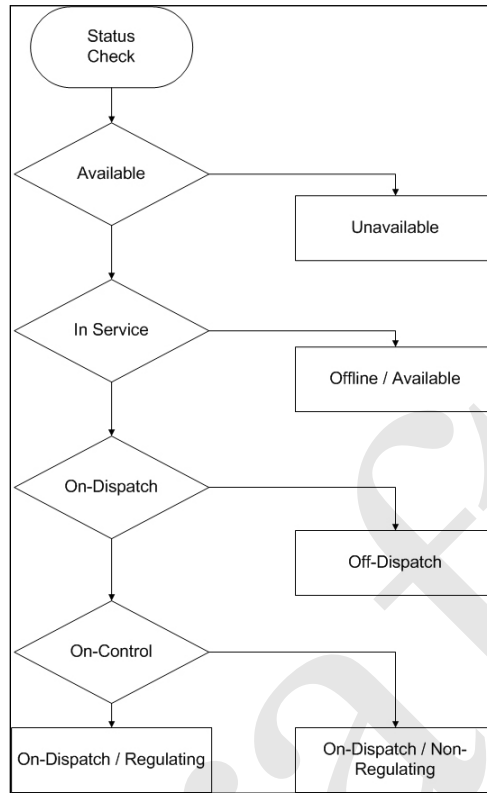 Status
Check
Available
Unavailable
In Service
Offline / Available
On-Dispatch
Off-Dispatch
On-Control
On-Dispatch / Regulating
On-Dispatch / Non-
Regulating